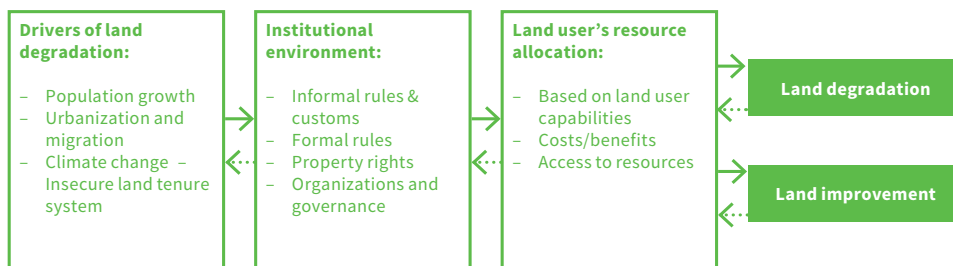 Drivers of land
degradation:
– Population growth
– Urbanization and
migration
– Climate change –
Insecure land tenure
system
Institutional
environment:
– Informal rules &
customs
– Formal rules
– Property rights
– Organizations and
governance
Land user’s resource
allocation:
– Based on land user
capabilities
– Costs/benefits
– Access to resources
Land degradation
Land improvement